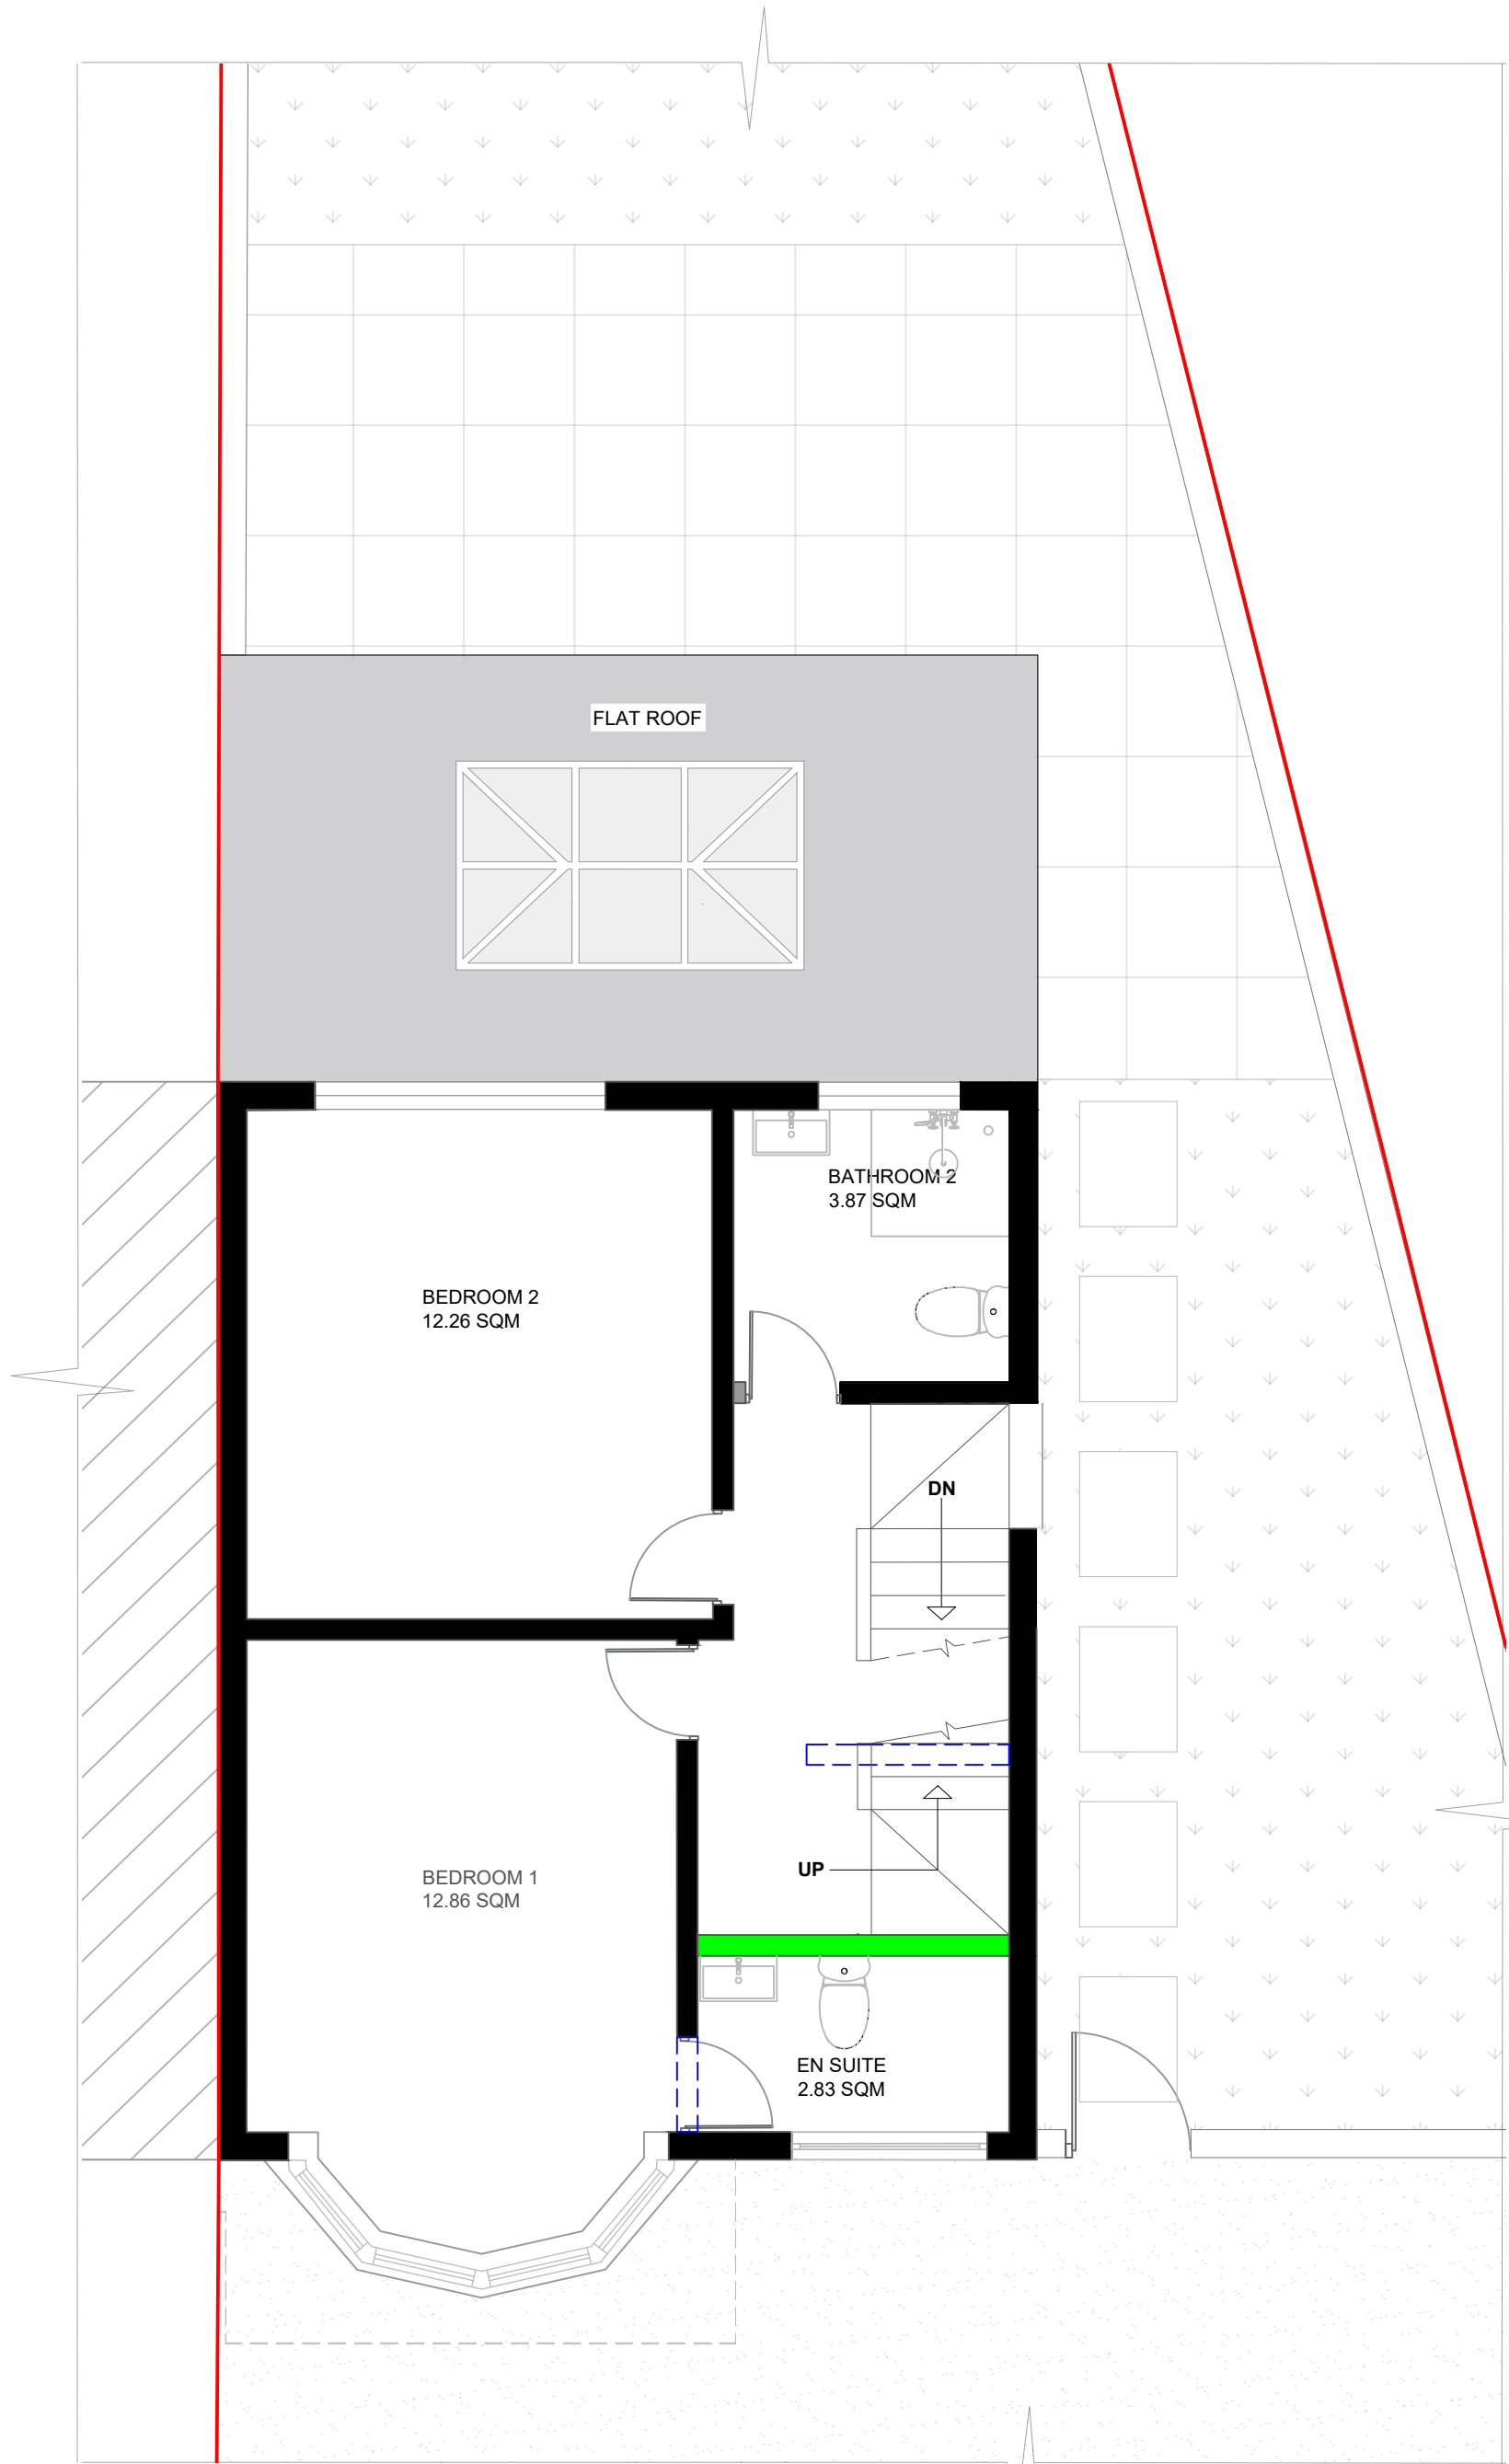 FLAT ROOF
BATHROOM 2
3.87 SQM
BEDROOM 2
12.26 SQM
DN
UP
BEDROOM 1
12.86 SQM
EN SUITE
2.83 SQM